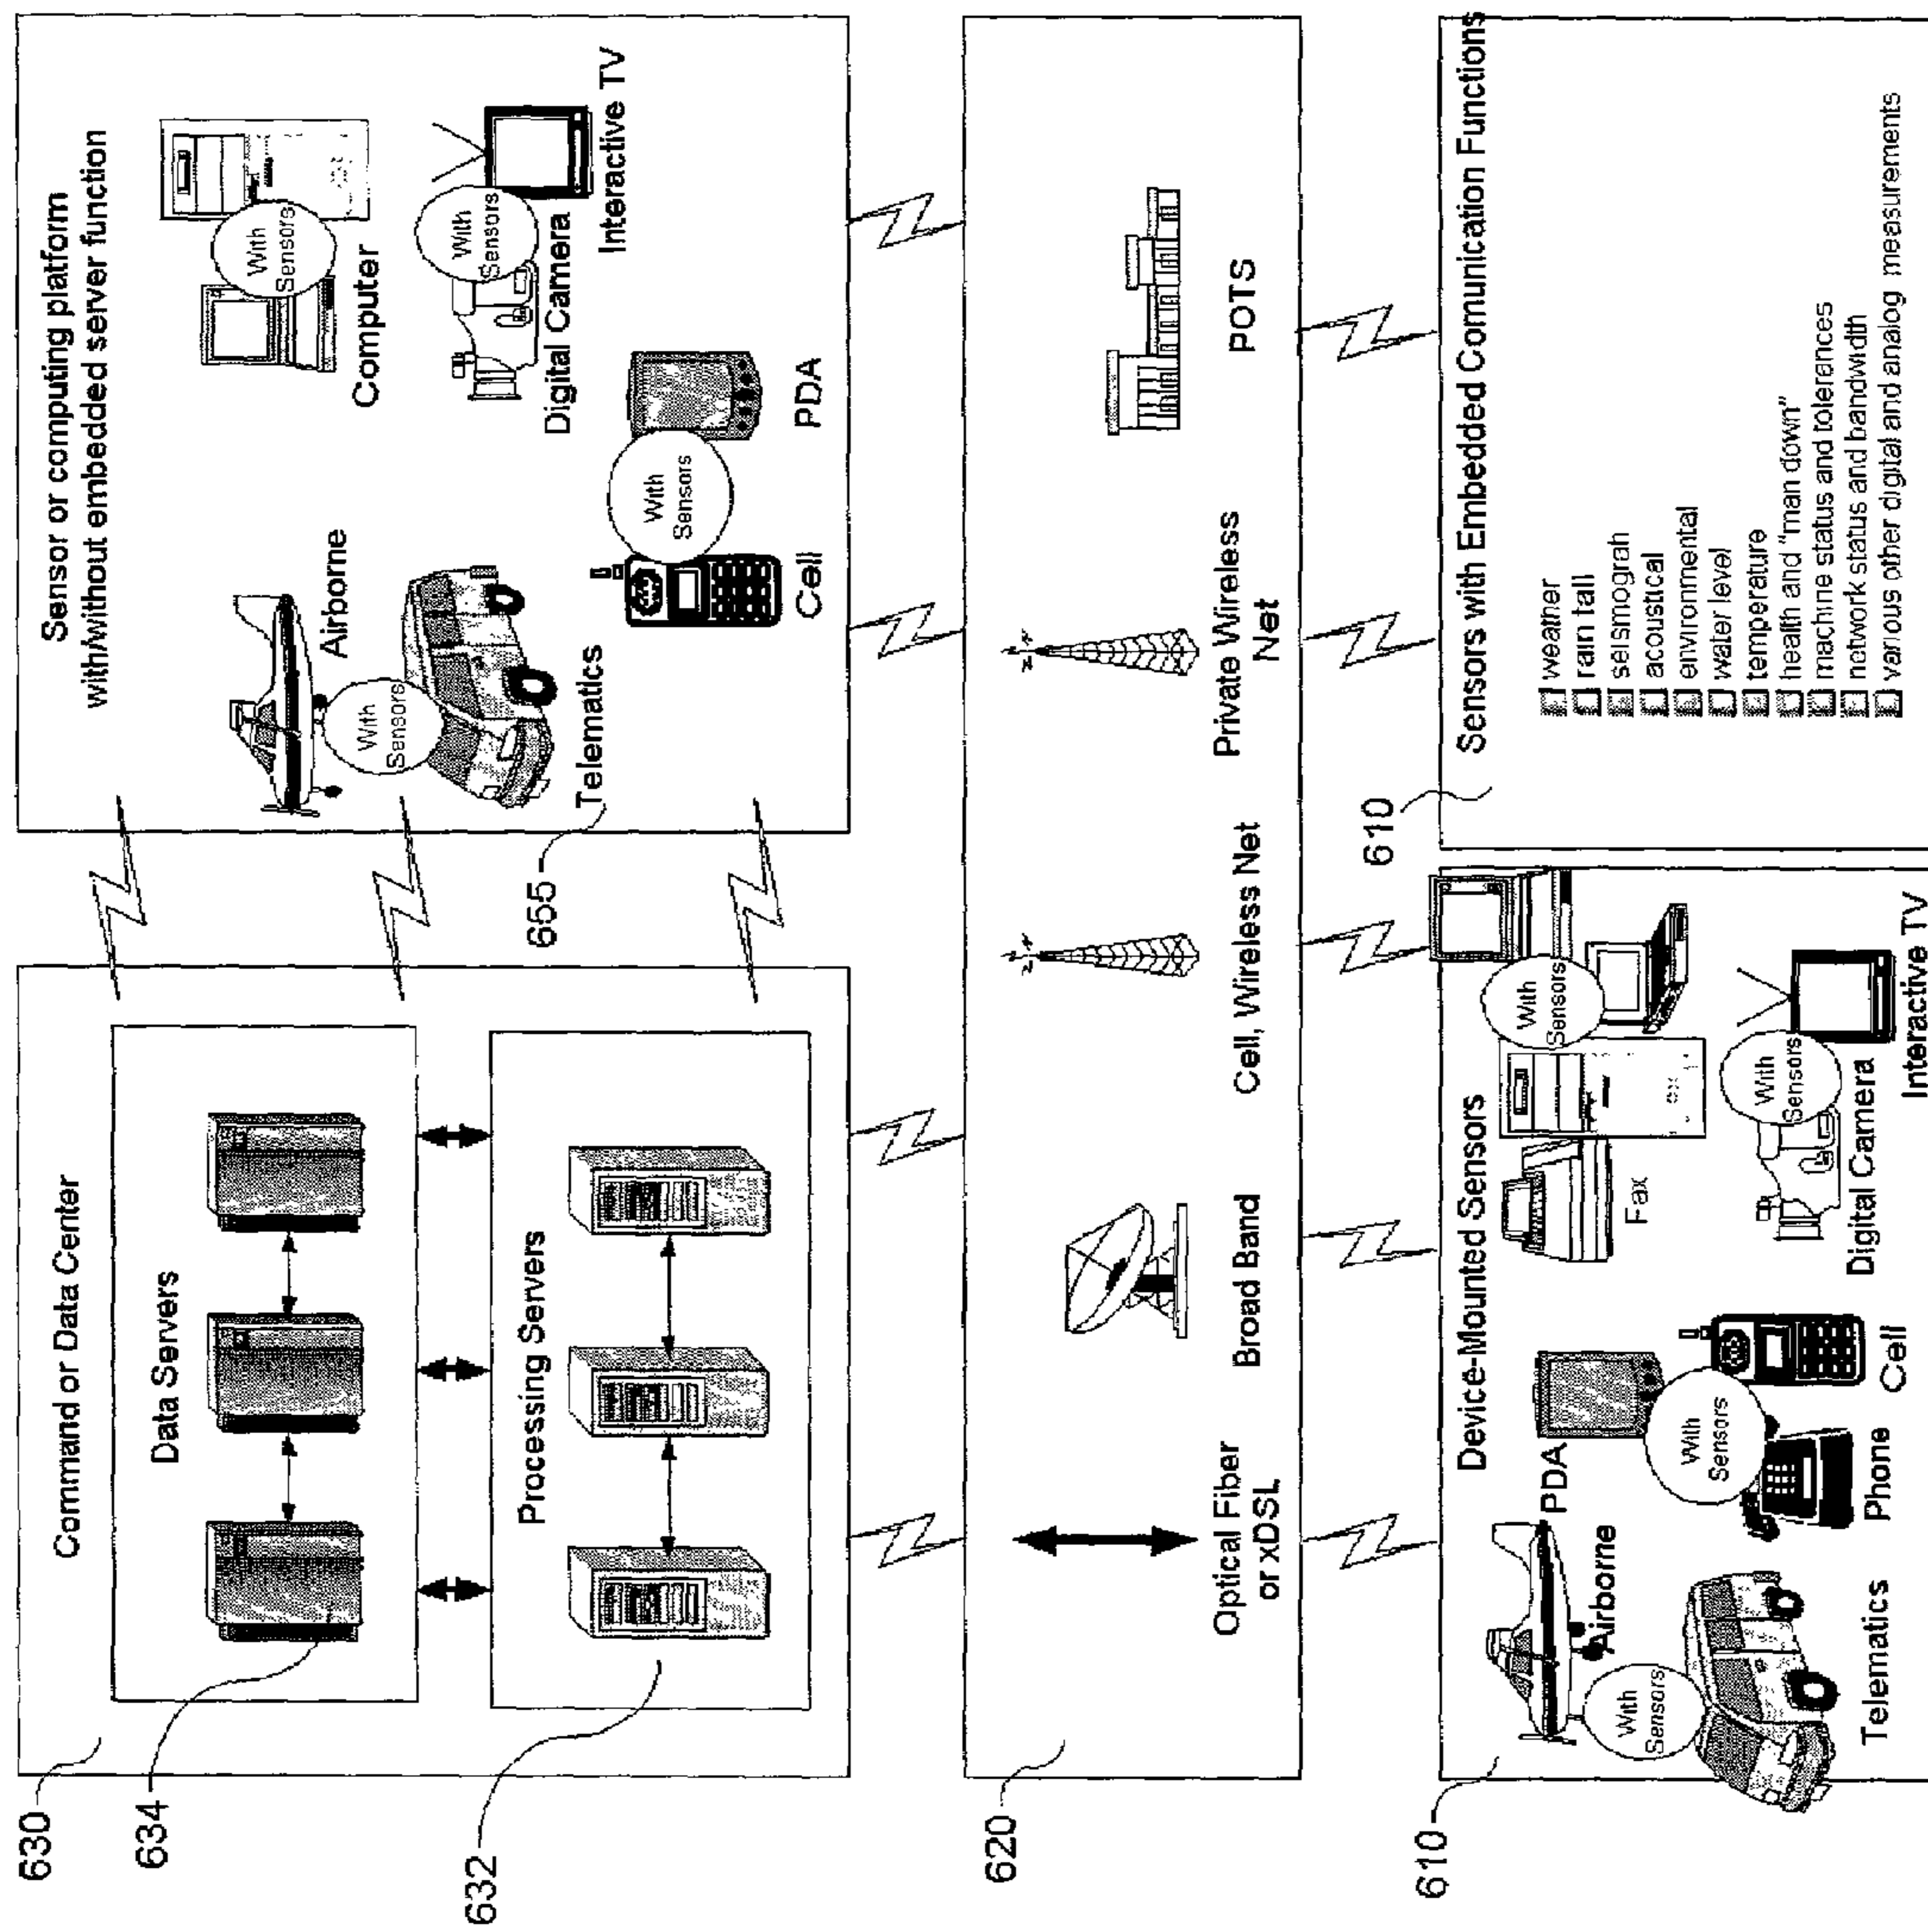 630
634
632
Command or Data Center
Data Servers
Processing Servers
Sensor or computing platform
with/without embedded server function
Airborne
With
Sensors
Telematics
655
With
Sensors
Computer
With
Sensors
Digital Camera
Interactive TV
With
Sensors
Cell
PDA
620
Optical Fiber
or xDSL
Broad Band
Cell, Wireless Net
Private Wireless
Net
POTS
610
Device-Mounted Sensors
Airborne
With
Sensors
Telematics
PDA
With
Sensors
Phone
Cell
Fax
With
Sensors
With
Sensors
Digital Camera
Interactive TV
610
Sensors with Embedded Comunication Functions
weather
rain fall
seismograh
acoustical
environmental
water level
temperature
health and "man down"
machine status and tolerances
network status and bandwidth
various other digital and analog measurements